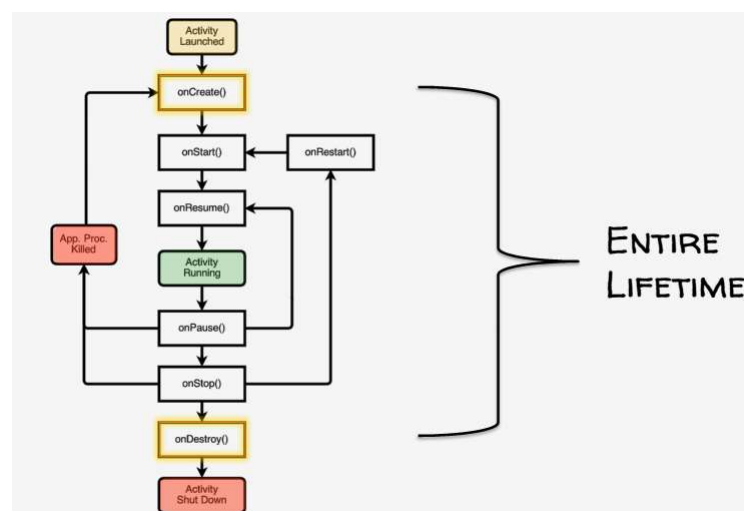 Activity
Launched
onCreate()
onStart()
onRestart()
onResume()
App. Proc.
Killed
Activity
Running
ENTIRE
LIFETIME
onPause()
onStop()
onDestroy()
Activity
Shut Down